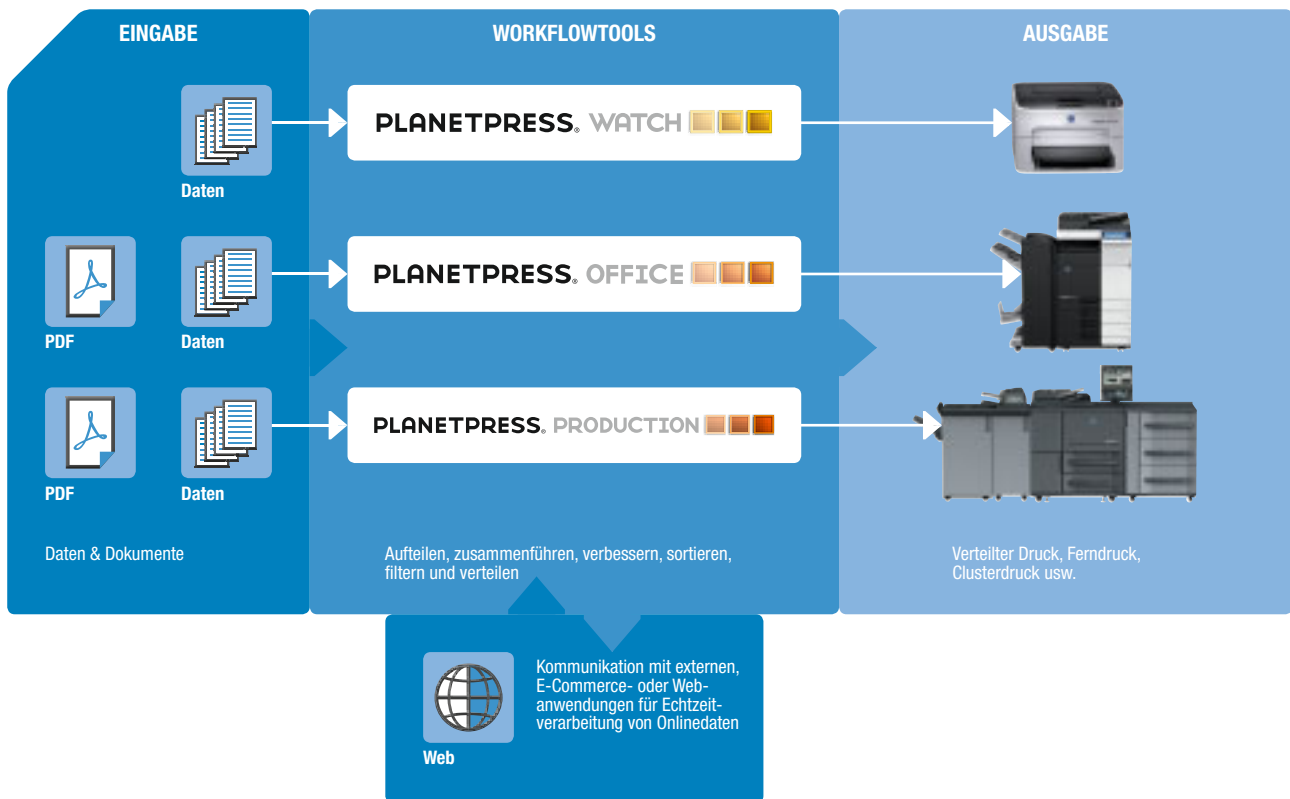 EINGABE
WORKFLOWTOOLS
AUSGABE
Daten
PLANETPRESS® WATCH
PDF
Daten
PLANETPRESS® OFFICE
PDF
Daten
PLANETPRESS® PRODUCTION
Daten & Dokumente
Aufteilen, zusammenführen, verbessern, sortieren,
filtern und verteilen
Verteilter Druck, Ferndruck,
Clusterdruck usw.
Web
Kommunikation mit externen,
E-Commerce- oder Web-
anwendungen für Echtzeit-
verarbeitung von Onlinedaten